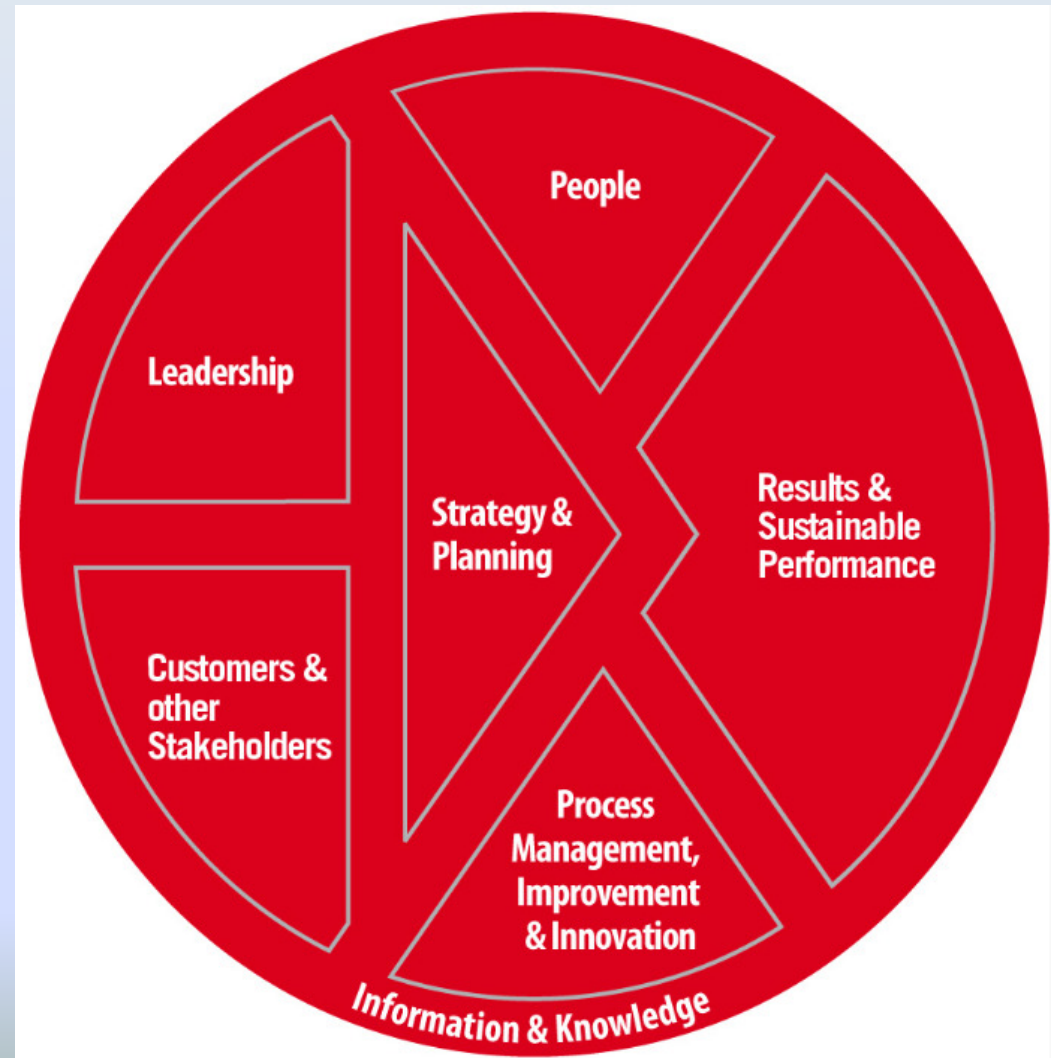 People
Leadership
Strategy &
Planning
Results &
Sustainable
Performance
Customers &
other
Stakeholders
Process
Management,
Improvement
& Innovation
Information & Knowledge